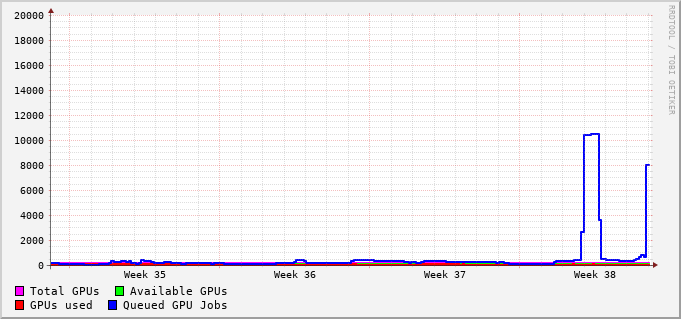 20000
18000
16000
14000
12000
10000
8000
6000
4000
2000
0
Week 35 Week 36 Week 37 Week 38
Total GPUs Available GPUs
GPUs used Queued GPU Jobs
RRDTOOL / TOBI OETIKER